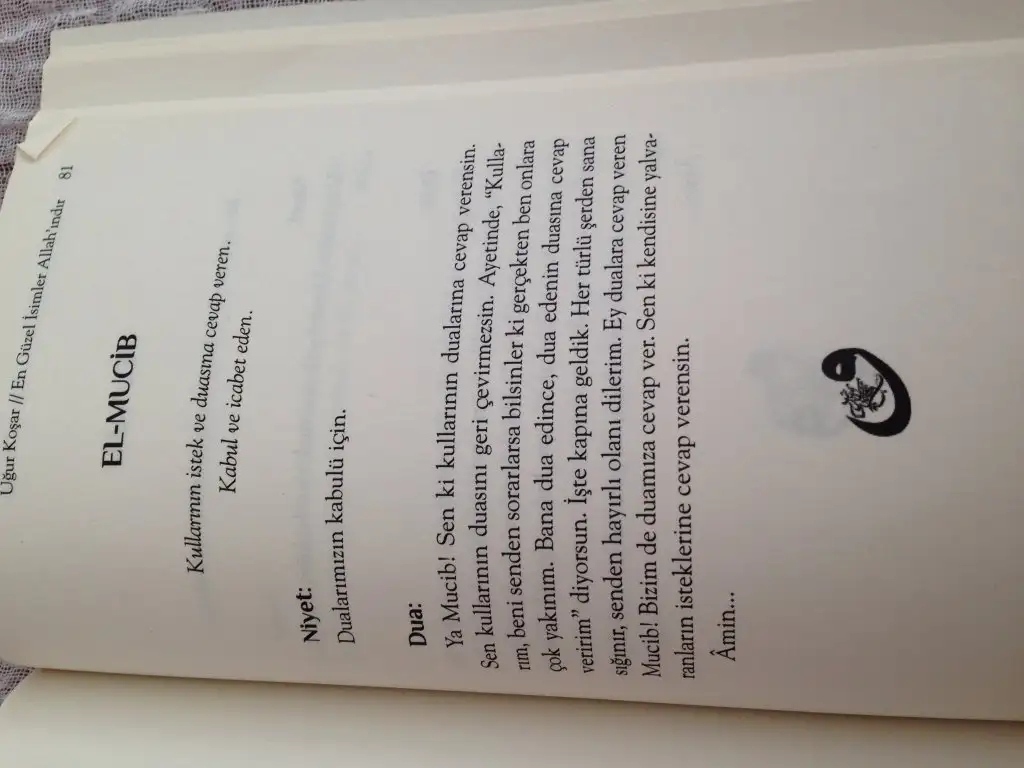 Uğur Koşar // En Güzel İsimler Allah'ındır 81
EL-MUCİB
Kullarının istek ve duasına cevap veren.
Kabul ve icabet eden.
Niyet:
Dualarımızın kabulü için.
Dua:
Ya Mucib! Sen ki kullarının dualarına cevap verensin.
Sen kullarının duasını geri çevirmezsin. Ayetinde, “Kulla-
rım, beni senden sorarlarsa bilsinler ki gerçekten ben onlara
çok yakınım. Bana dua edince, dua edenin duasına cevap
veririm” diyorsun. İşte kapına geldik. Her türlü şerden sana
sığınır, senden hayırlı olanı dilerim. Ey dualara cevap veren
Mucib! Bizim de duamıza cevap ver. Sen ki kendisine yalva-
ranların isteklerine cevap verensin.
Âmin...